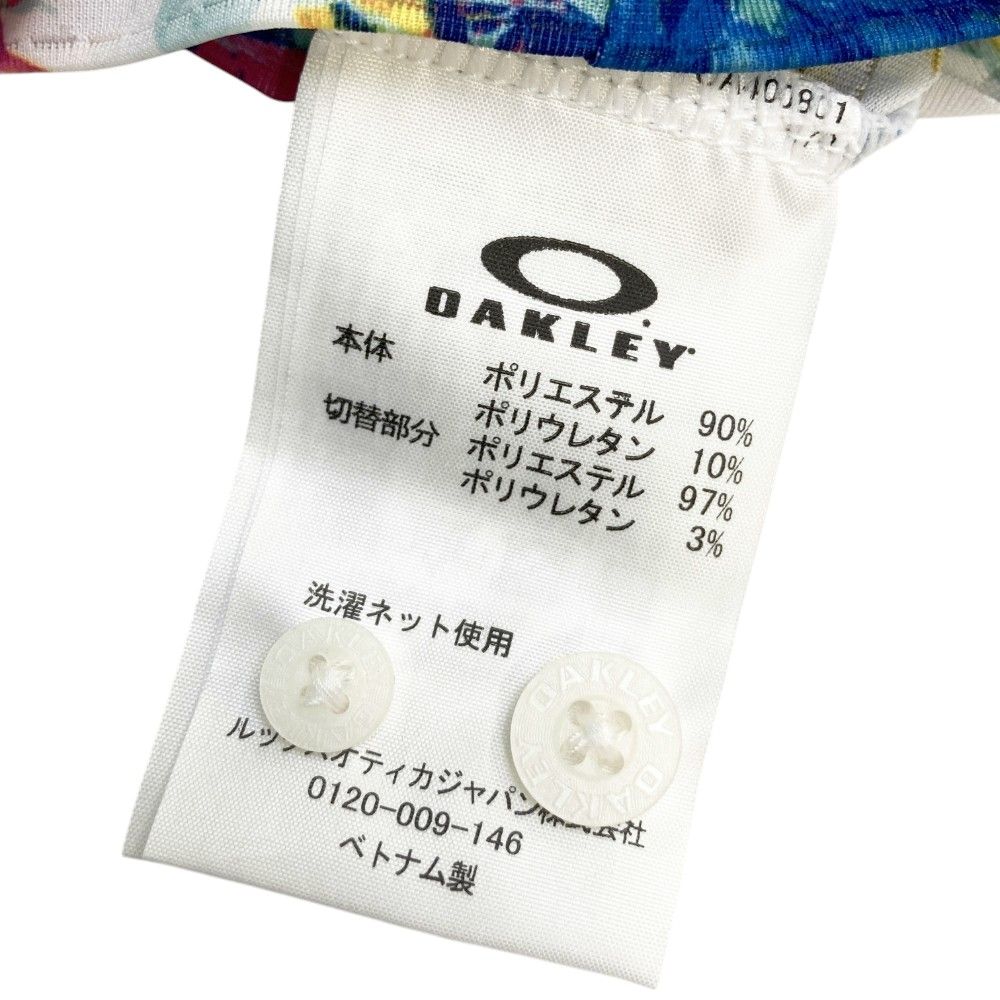 OAKLEY
本体 ポリエステル 90%
ポリウレタン 10%
切替部分 ポリエステル 97%
ポリウレタン 3%
洗濯ネット使用
OAKLEY OAKLEY
0120-009-146
ベトナム製